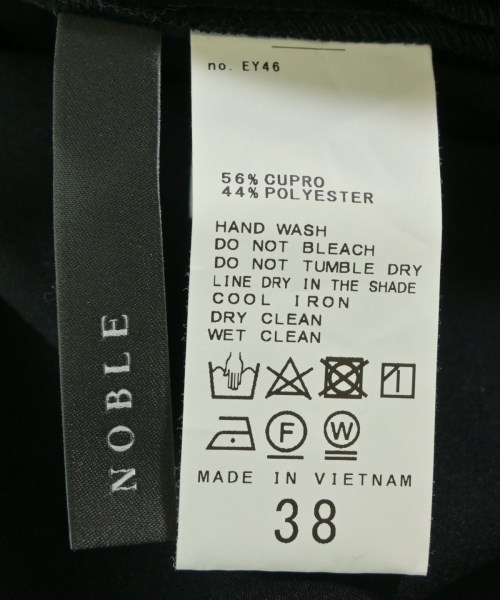 NOBLE
no. EY46
56% CUPRO
44% POLYESTER
HAND WASH
DO NOT BLEACH
DO NOT TUMBLE DRY
LINE DRY IN THE SHADE
COOL IRON
DRY CLEAN
WET CLEAN
F W
MADE IN VIETNAM
38